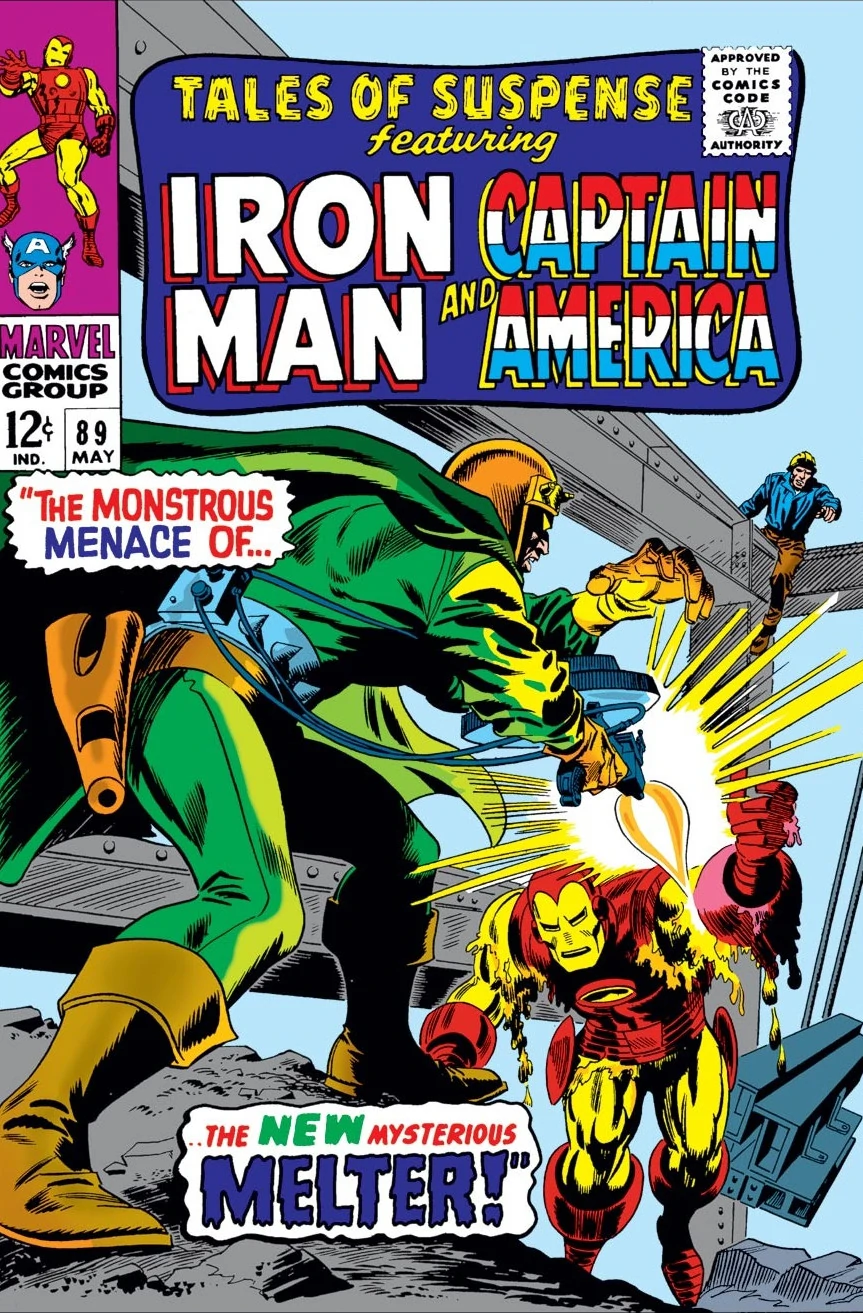 TALES OF SUSPENSE
featuring
IRON
MAN
AND
CAPTAIN
AMERICA
APPROVED
BY THE
COMICS
CODE
CA
AUTHORITY
A
MARVEL
COMICS
GROUP
12¢
IND.
89
MAY
"THE MONSTROUS
MENACE OF...
..THE NEW MYSTERIOUS
MELTER!"